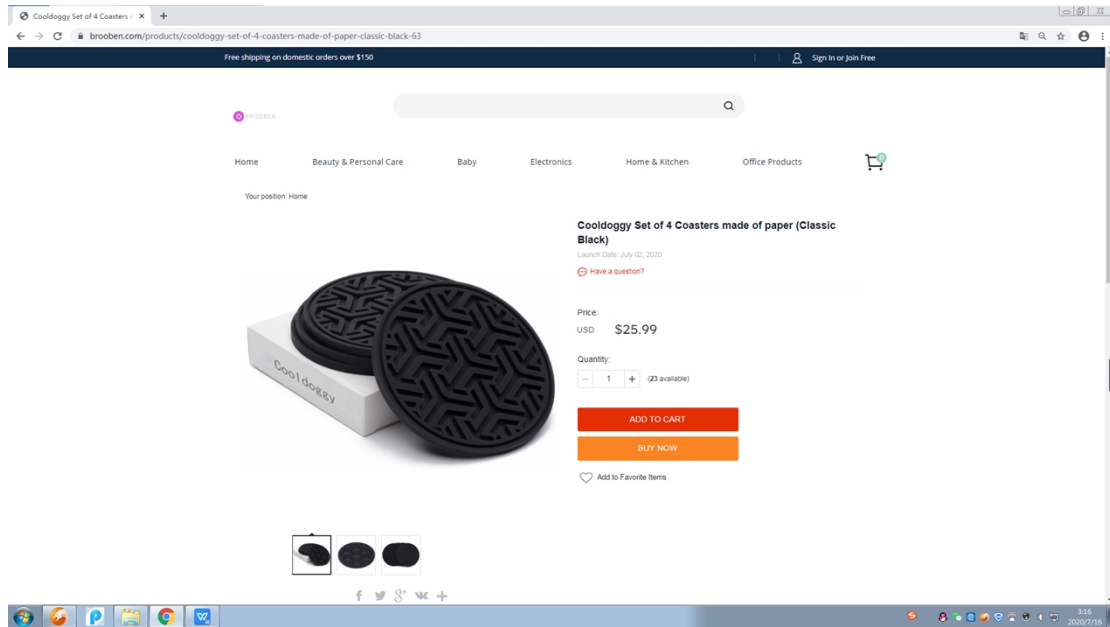 Cooldoggy Set of 4 Coasters n
brooben.com/products/cooldoggy-set-of-4-coasters-made-of-paper-classic-black-63
Free shipping on domestic orders over $150
Sign In or Join Free
BROOBEN
Home Beauty & Personal Care Baby Electronics Home & Kitchen Office Products
Your position: Home
Cooldoggy Set of 4 Coasters made of paper (Classic
Black)
Launch Date: July 02, 2020
Have a question?
Price:
USD $25.99
Quantity:
− 1 + (23 available)
ADD TO CART
BUY NOW
Add to Favorite Items
Cooldoggy
3:16
2020/7/16